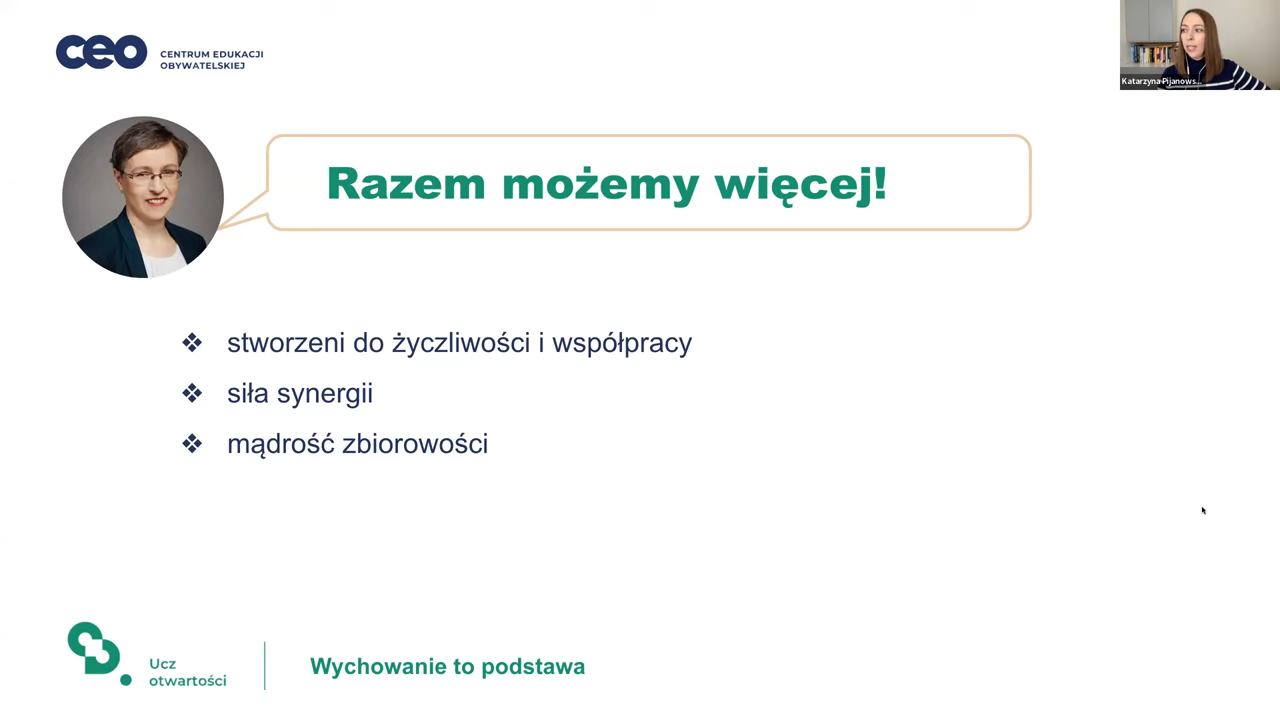 ceo
CENTRUM EDUKACJI
OBYWATELSKIEJ
Katarzyna Pijanows...
Razem możemy więcej!
❖ stworzeni do życzliwości i współpracy
❖ siła synergii
❖ mądrość zbiorowości
Ucz
otwartości
Wychowanie to podstawa